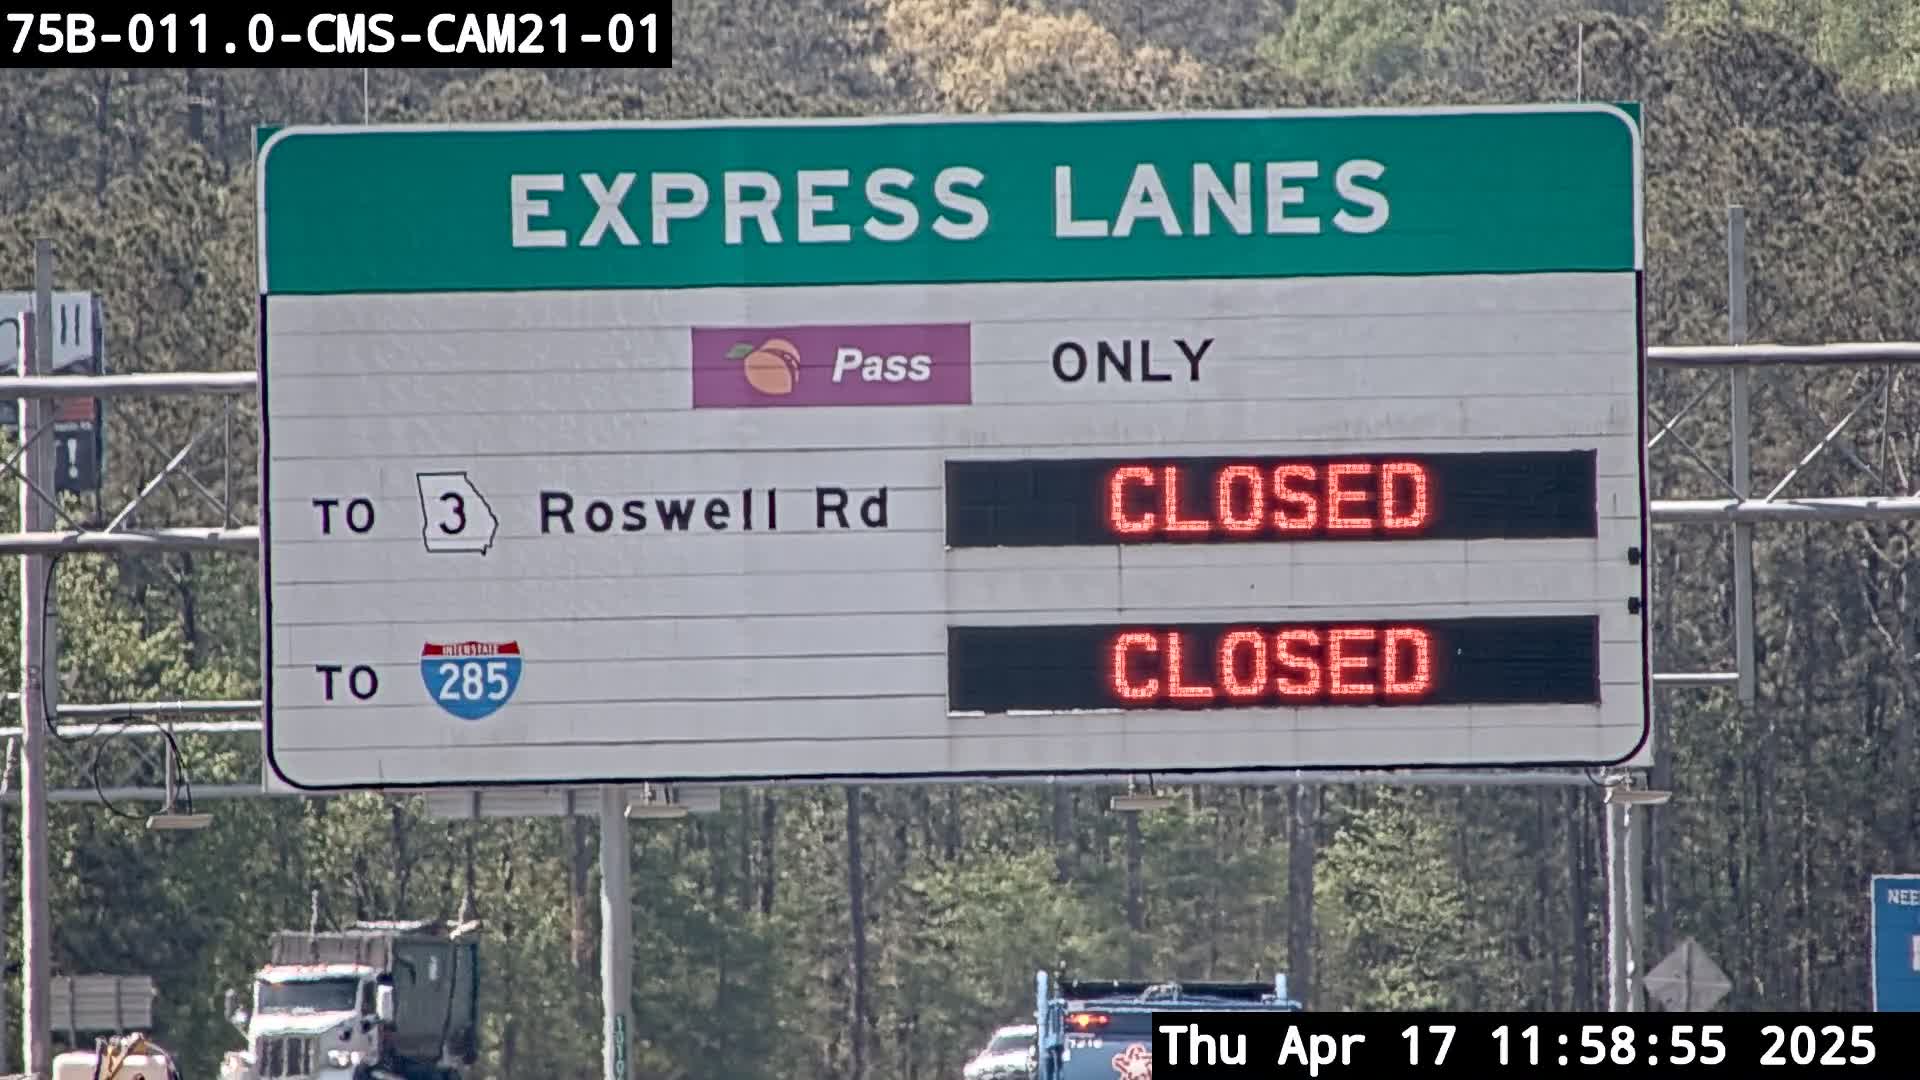 75B-011.0-CMS-CAM21-01
EXPRESS LANES
Pass ONLY
TO 3 Roswell Rd CLOSED
INTERSTATE
TO 285 CLOSED
7216
Thu Apr 17 11:58:55 2025